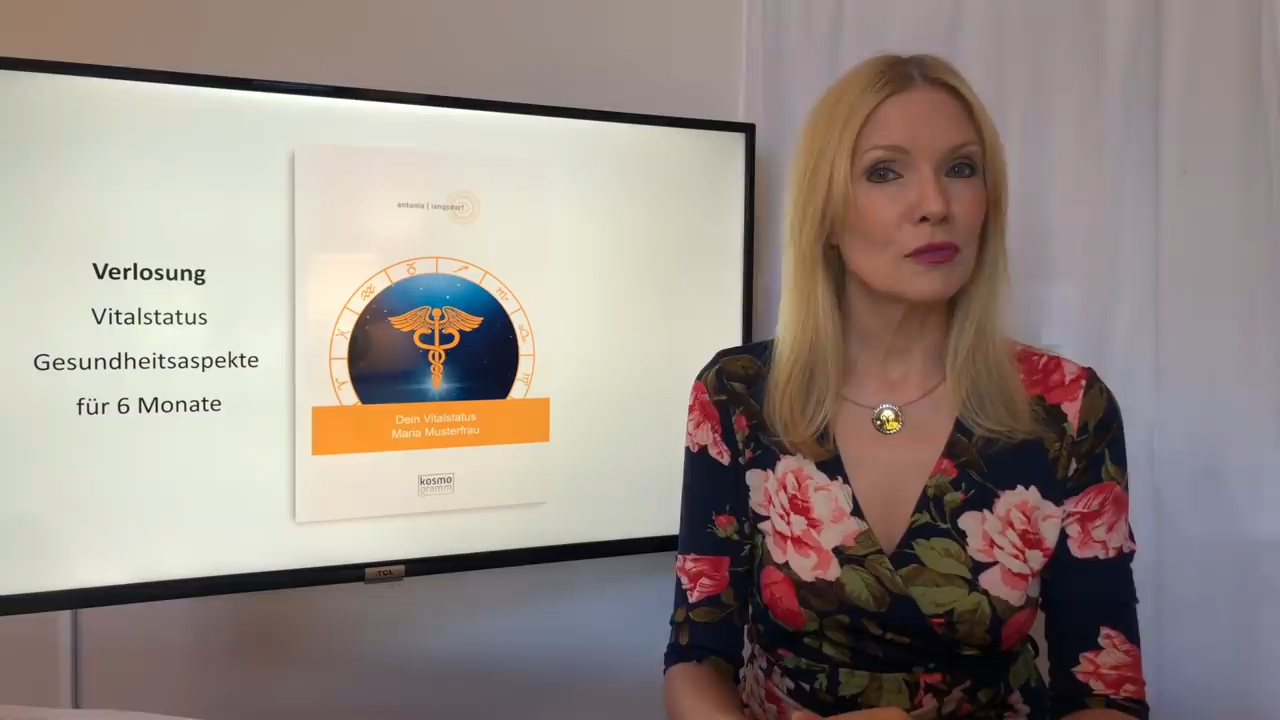 Verlosung
Vitalstatus
Gesundheitsaspekte
für 6 Monate
antonia | langsdorf
Dein Vitalstatus
Maria Musterfrau
kosmo
gramm
TCL